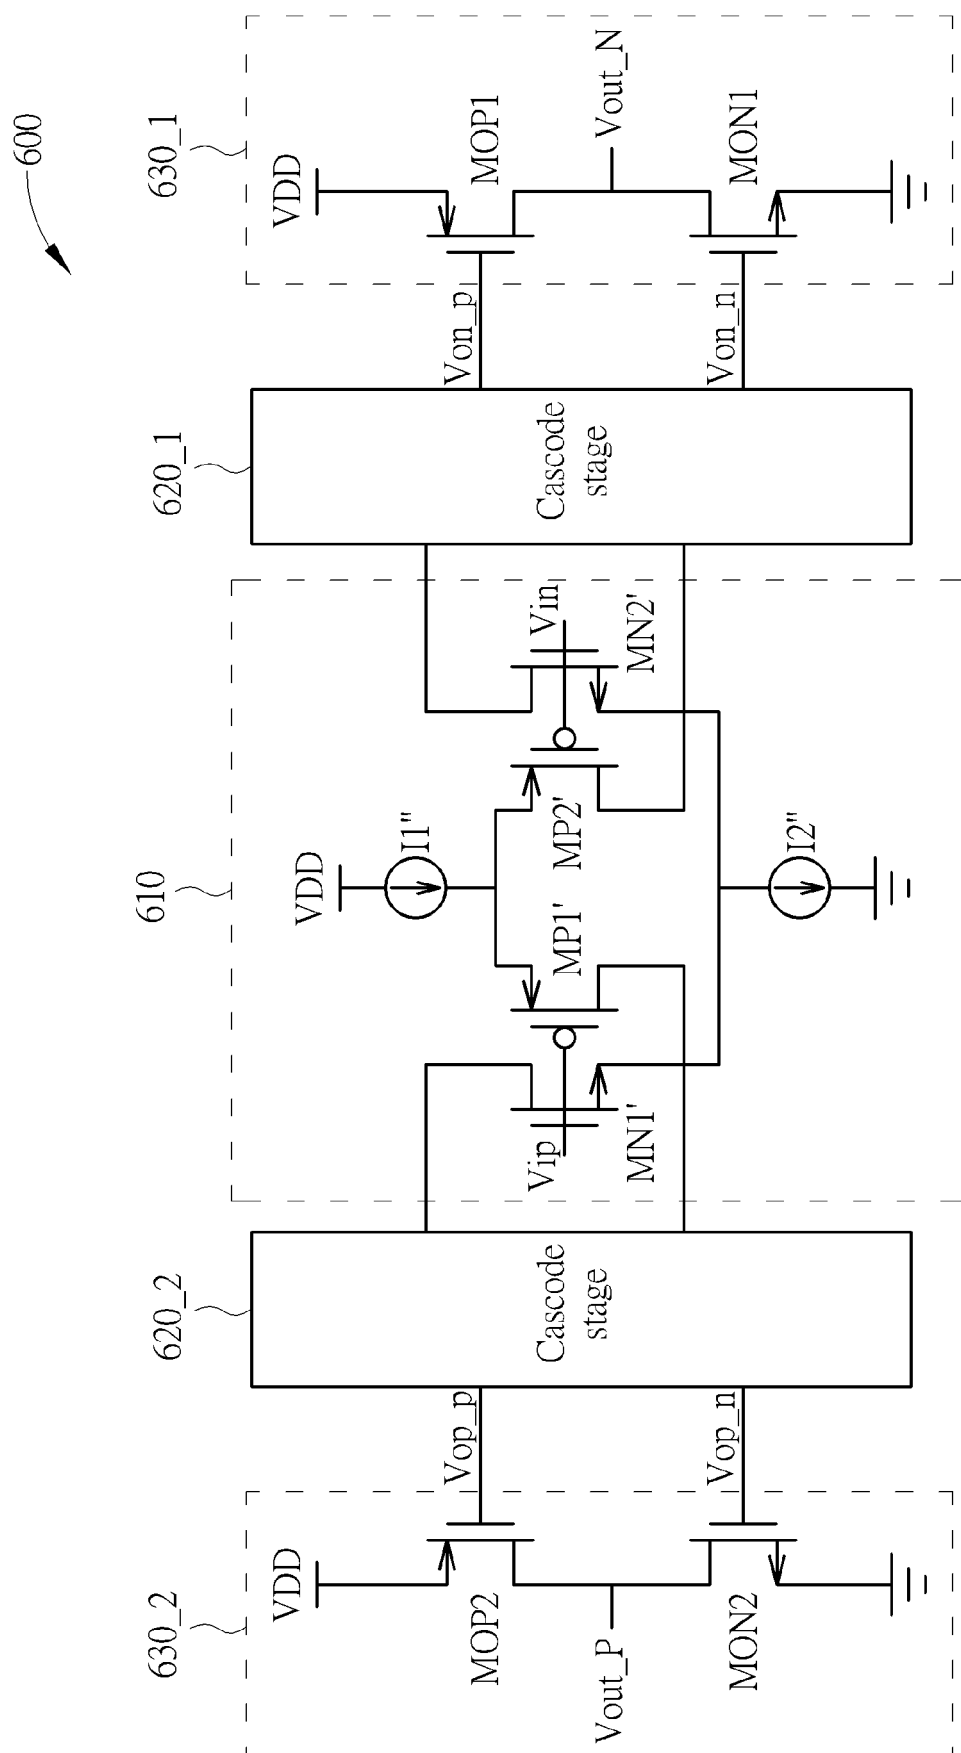 600
630_2
620_2
610
620_1
630_1
VDD
MOP2
Vout_P
MON2
Vop_p
Vop_n
Cascode
stage
VDD
I1"
Vip
MN1'
MP1'
MP2'
Vin
MN2'
I2"
Cascode
stage
Von_p
Von_n
VDD
MOP1
Vout_N
MON1